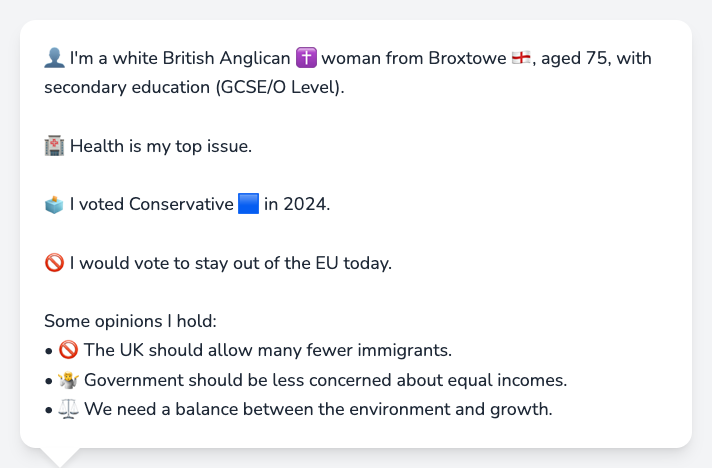 👤 I'm a white British Anglican ✝️ woman from Broxtowe 🏴󠁧󠁢󠁥󠁮󠁧󠁿, aged 75, with
secondary education (GCSE/O Level).
🏥 Health is my top issue.
🗳️ I voted Conservative 🟦 in 2024.
🚫 I would vote to stay out of the EU today.
Some opinions I hold:
• 🚫 The UK should allow many fewer immigrants.
• 🤷 Government should be less concerned about equal incomes.
• ⚖️ We need a balance between the environment and growth.